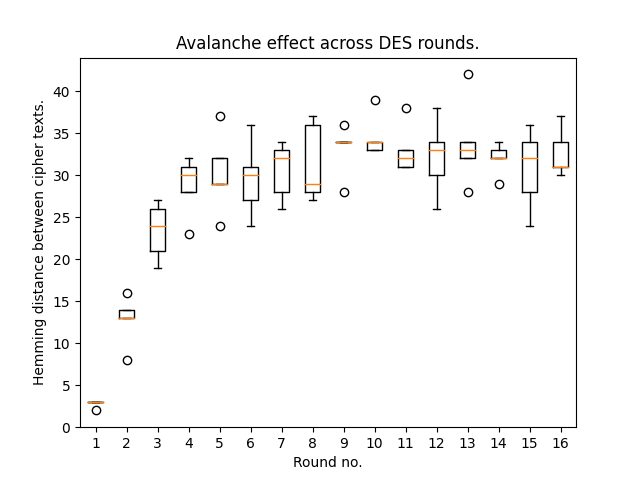 Avalanche effect across DES rounds.
Hemming distance between cipher texts.
40
35
30
25
20
15
10
5
0
1 2 3 4 5 6 7 8 9 10 11 12 13 14 15 16
Round no.